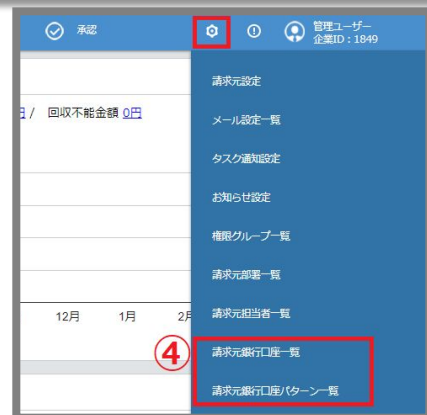 承認
管理ユーザー
企業ID：1849
請求元設定
/ 回収不能金額 0円
メール設定一覧
タスク通知設定
お知らせ設定
権限グループ一覧
請求元部署一覧
12月 1月 2月
請求元担当者一覧
④
請求元銀行口座一覧
請求元銀行口座パターン一覧